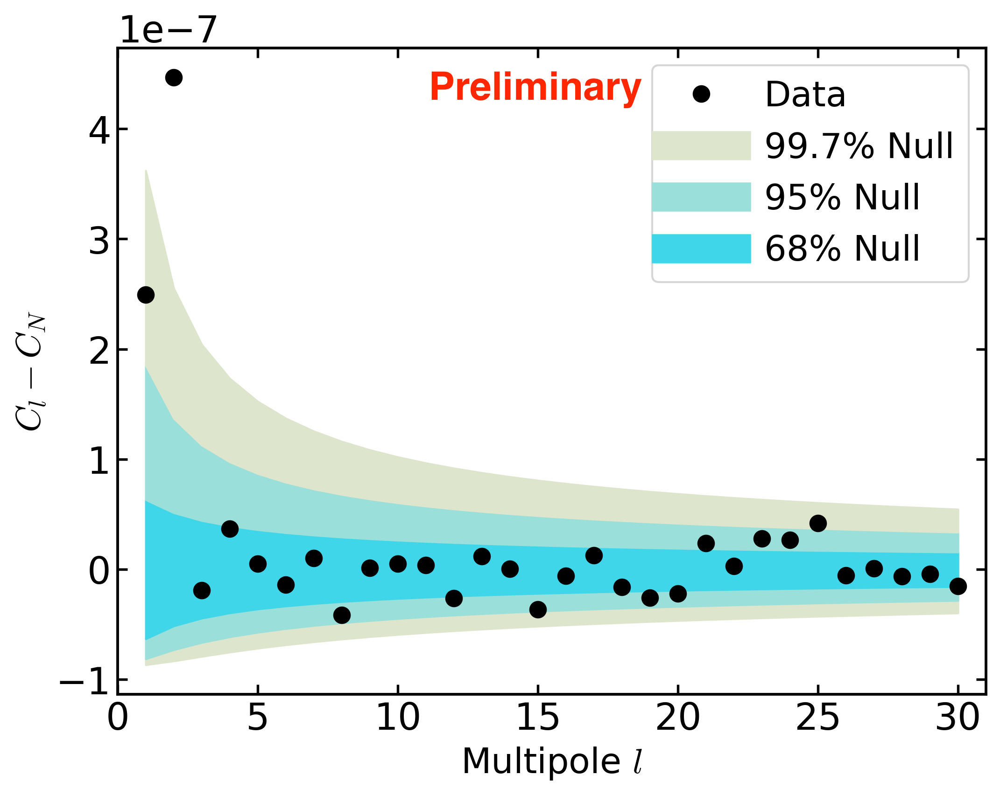 1e−7
Preliminary
Data
99.7% Null
95% Null
68% Null
4
3
2
1
0
−1
C_l − C_N
0 5 10 15 20 25 30
Multipole l